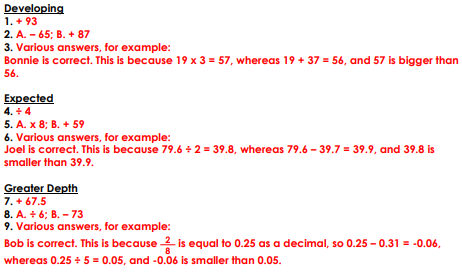 Developing
1. + 93
2. A. – 65; B. + 87
3. Various answers, for example:
Bonnie is correct. This is because 19 x 3 = 57, whereas 19 + 37 = 56, and 57 is bigger than
56.
Expected
4. ÷ 4
5. A. x 8; B. + 59
6. Various answers, for example:
Joel is correct. This is because 79.6 ÷ 2 = 39.8, whereas 79.6 – 39.7 = 39.9, and 39.8 is
smaller than 39.9.
Greater Depth
7. + 67.5
8. A. ÷ 6; B. – 73
9. Various answers, for example:
Bob is correct. This is because 2/8 is equal to 0.25 as a decimal, so 0.25 – 0.31 = -0.06,
whereas 0.25 ÷ 5 = 0.05, and -0.06 is smaller than 0.05.